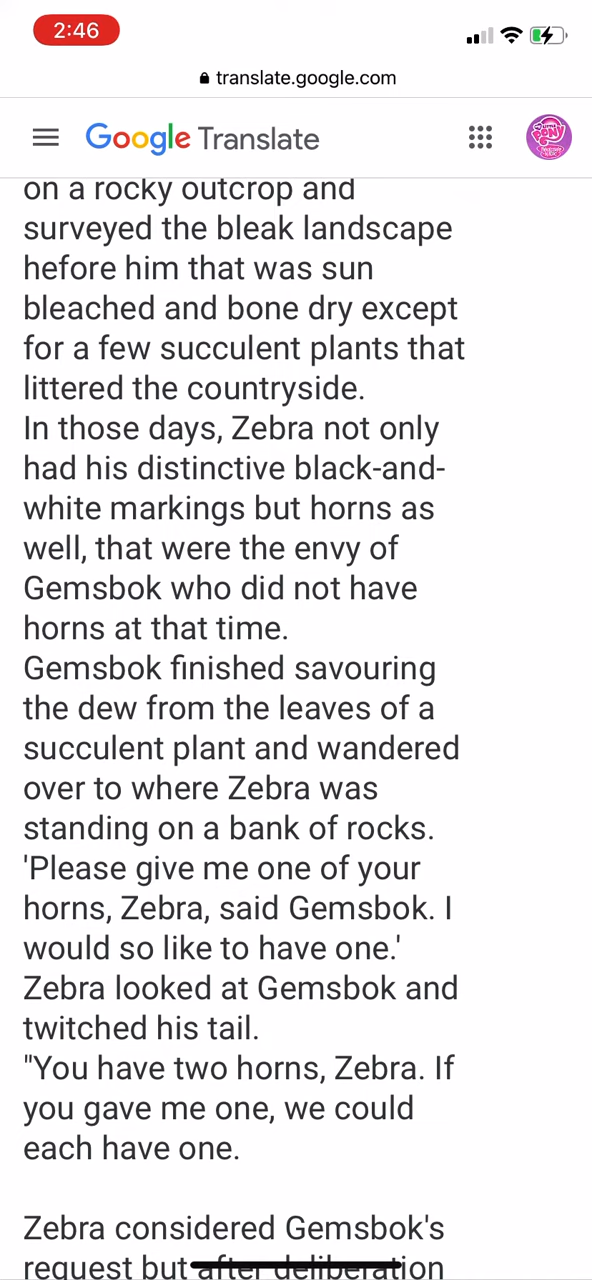 2:46
translate.google.com
Google Translate
on a rocky outcrop and
surveyed the bleak landscape
hefore him that was sun
bleached and bone dry except
for a few succulent plants that
littered the countryside.
In those days, Zebra not only
had his distinctive black-and-
white markings but horns as
well, that were the envy of
Gemsbok who did not have
horns at that time.
Gemsbok finished savouring
the dew from the leaves of a
succulent plant and wandered
over to where Zebra was
standing on a bank of rocks.
'Please give me one of your
horns, Zebra, said Gemsbok. I
would so like to have one.'
Zebra looked at Gemsbok and
twitched his tail.
"You have two horns, Zebra. If
you gave me one, we could
each have one.
Zebra considered Gemsbok's
request but after deliberation